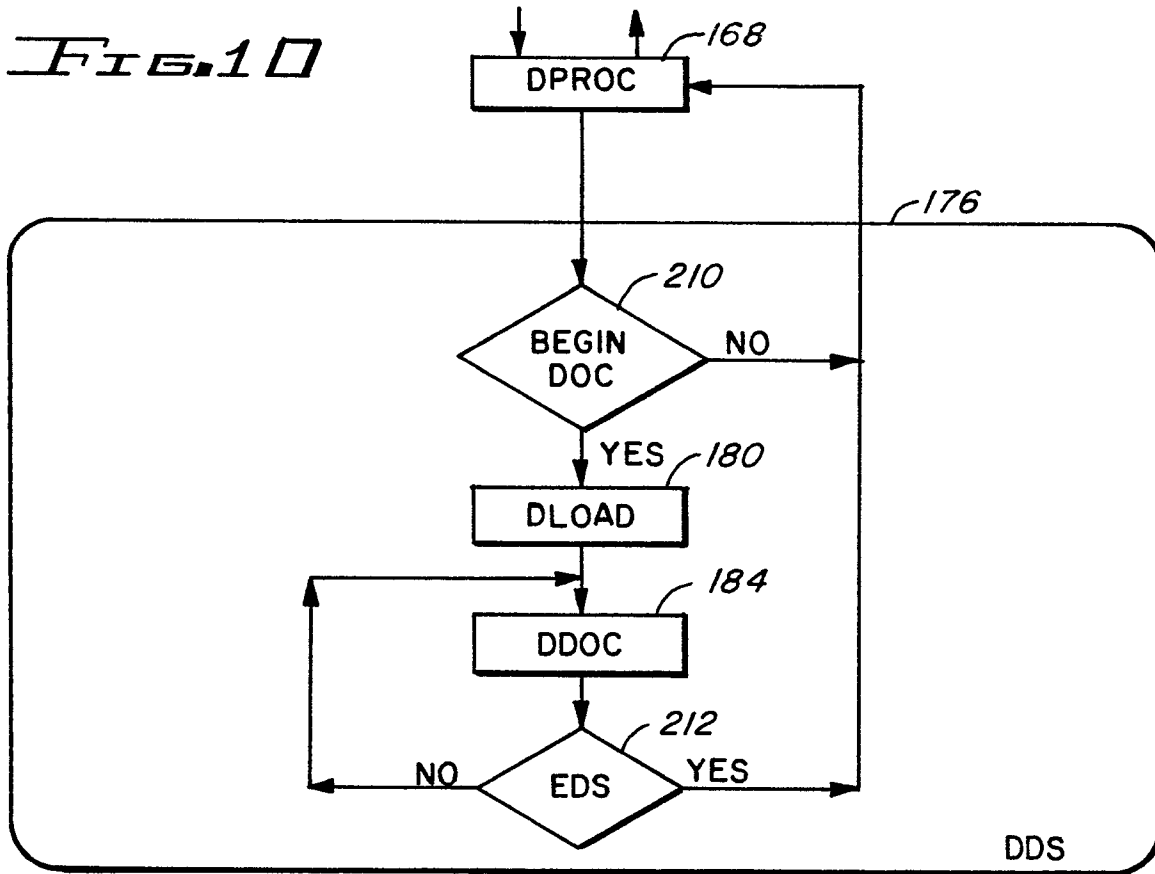 FIG. 10
168
DPROC
176
210
BEGIN
DOC
NO
YES
180
DLOAD
184
DDOC
212
NO
EDS
YES
DDS